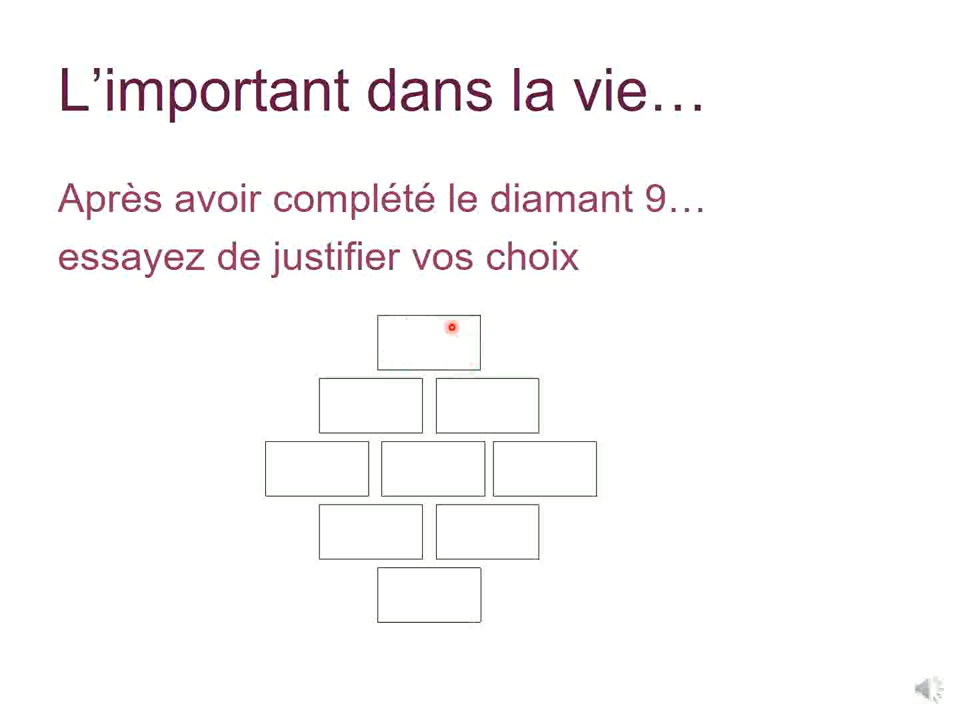 L’important dans la vie…
Après avoir complété le diamant 9…
essayez de justifier vos choix